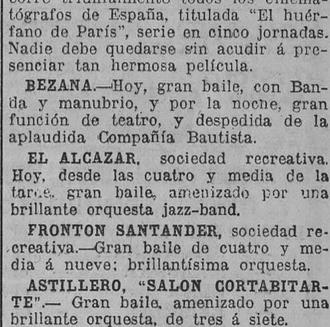 corre triunfalmente todos los cinema-
tógrafos de España, titulada "El huér-
fano de París", serie en cinco jornadas.
Nadie debe quedarse sin acudir á pre-
senciar tan hermosa película.
BEZANA.—Hoy, gran baile, con Ban-
da y manubrio, y por la noche, gran
función de teatro, y despedida de la
aplaudida Compañía Bautista.
EL ALCAZAR, sociedad recreativa.
Hoy, desde las cuatro y media de la
tarde, gran baile, amenizado por una
brillante orquesta jazz-band.
FRONTON SANTANDER, sociedad re-
creativa.—Gran baile de cuatro y me-
dia á nueve; brillantísima orquesta.
ASTILLERO, "SALON CORTABITAR-
TE".— Gran baile, amenizado por una
brillante orquesta, de tres á siete.